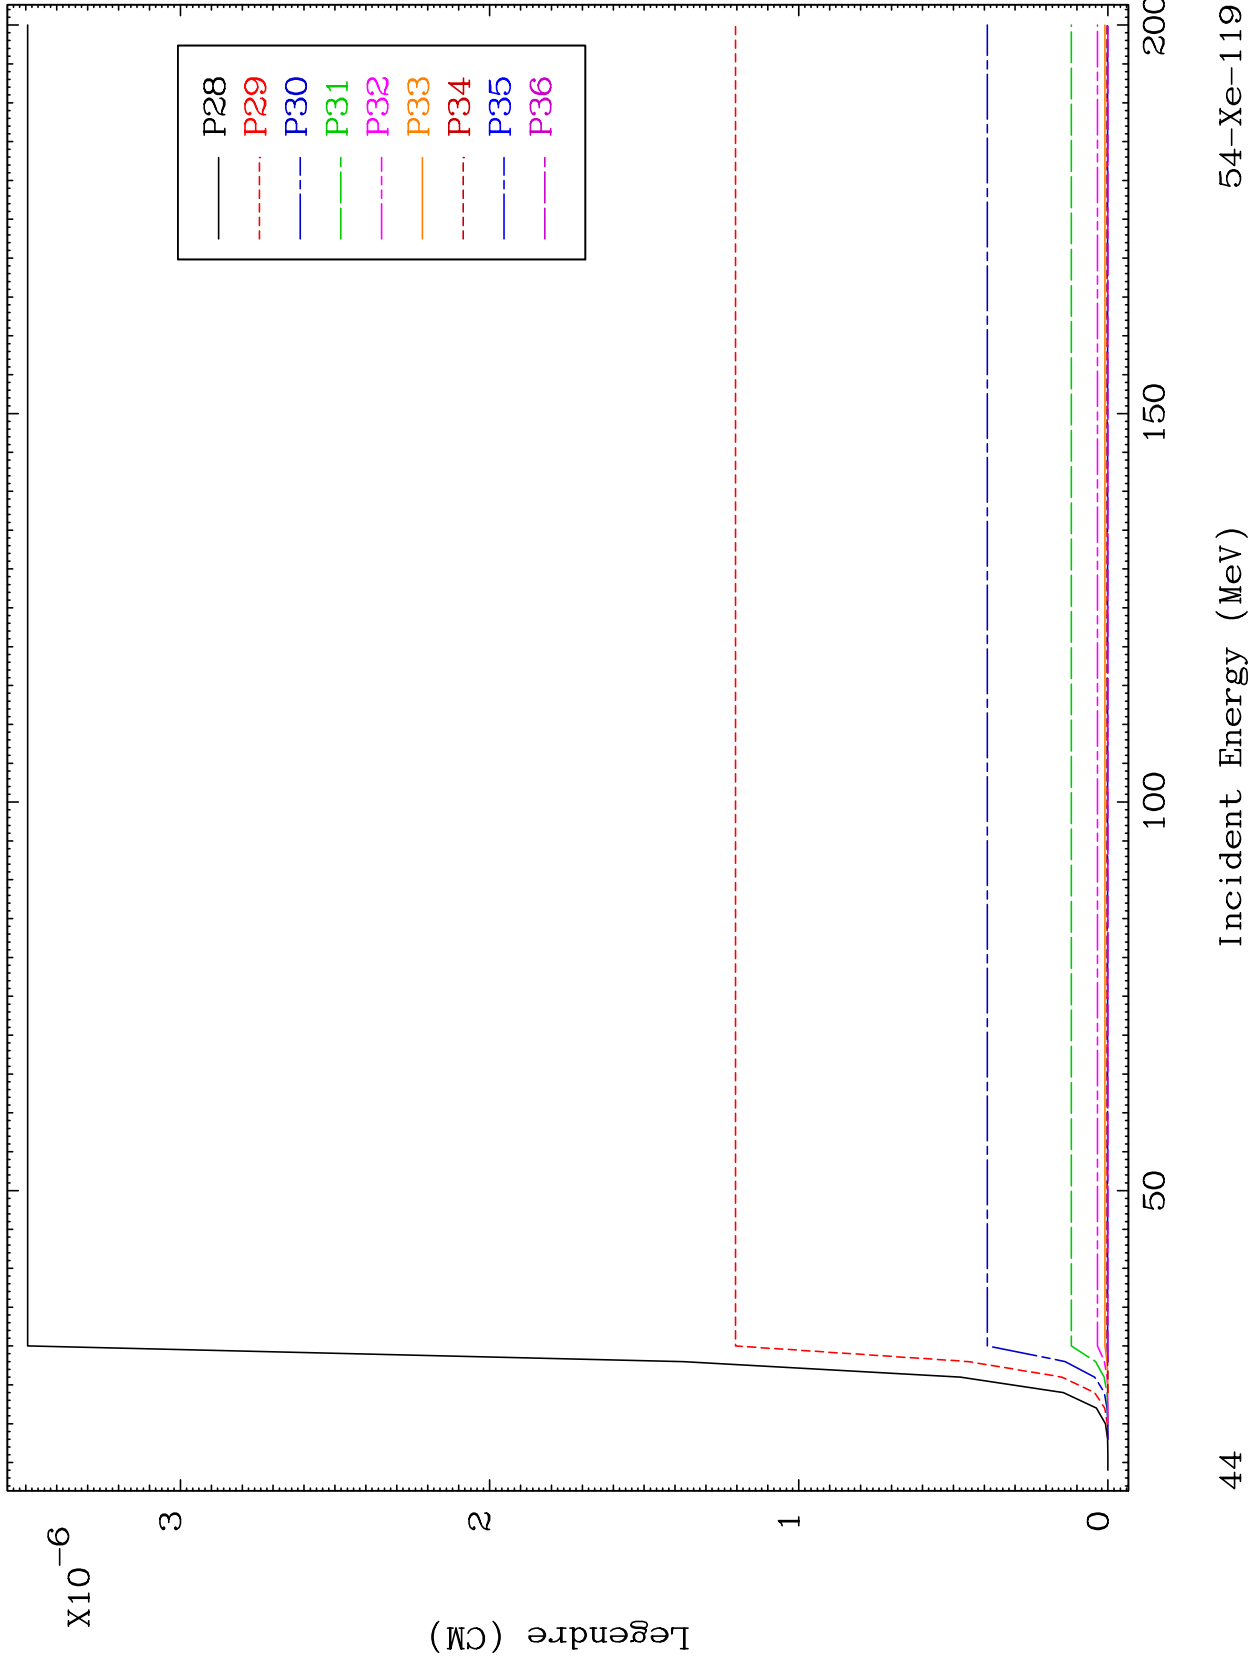 X10-6
3
2
1
0
Legendre (CM)
P28
P29
P30
P31
P32
P33
P34
P35
P36
50
100
150
200
Incident Energy (MeV)
44
54-Xe-119